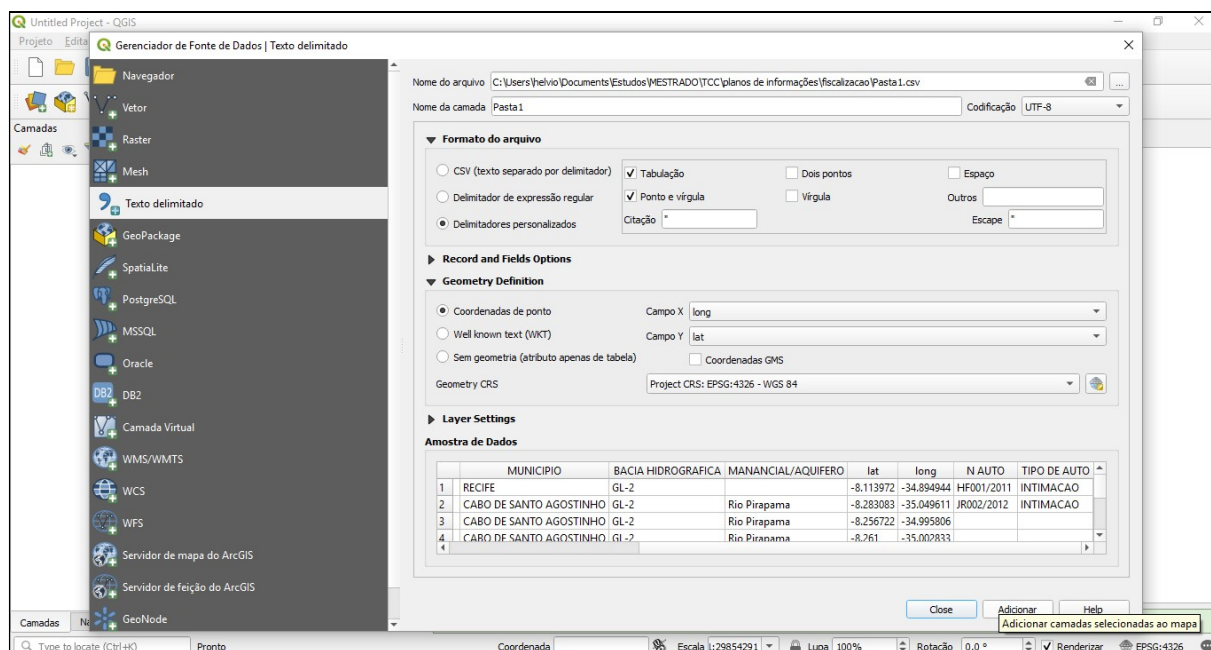 Untitled Project - QGIS
Projeto Edita
Gerenciador de Fonte de Dados | Texto delimitado
Camadas
Navegador
Vetor
Raster
Mesh
Texto delimitado
GeoPackage
SpatiaLite
PostgreSQL
MSSQL
Oracle
DB2 DB2
Camada Virtual
WMS/WMTS
WCS
WFS
Servidor de mapa do ArcGIS
Servidor de feição do ArcGIS
GeoNode
Nome do arquivo C:\Users\helvio\Documents\Estudos\MESTRADO\TCC\planos de informações\fiscalizacao\Pasta1.csv ...
Nome da camada Pasta1 Codificação UTF-8
Formato do arquivo
CSV (texto separado por delimitador) Tabulação Dois pontos Espaço
Delimitador de expressão regular Ponto e vírgula Vírgula Outros
Delimitadores personalizados Citação " Escape "
Record and Fields Options
Geometry Definition
Coordenadas de ponto Campo X long
Well known text (WKT) Campo Y lat
Sem geometria (atributo apenas de tabela) Coordenadas GMS
Geometry CRS Project CRS: EPSG:4326 - WGS 84
Layer Settings
Amostra de Dados
MUNICIPIO BACIA HIDROGRAFICA MANANCIAL/AQUIFERO lat long N AUTO TIPO DE AUTO
1 RECIFE GL-2 -8.113972 -34.894944 HF001/2011 INTIMACAO
2 CABO DE SANTO AGOSTINHO GL-2 Rio Pirapama -8.283083 -35.049611 JR002/2012 INTIMACAO
3 CABO DE SANTO AGOSTINHO GL-2 Rio Pirapama -8.256722 -34.995806
4 CABO DE SANTO AGOSTINHO GL-2 Rio Pirapama -8.261 -35.002833
Close Adicionar Help
Adicionar camadas selecionadas ao mapa
Camadas Na
Type to locate (Ctrl+K) Pronto Coordenada Escala 1:29854291 Lupa 100% Rotação 0,0 ° Renderizar EPSG:4326